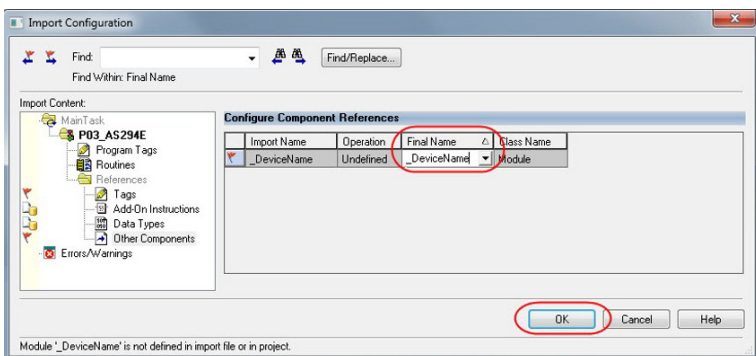 Import Configuration
Find:
Find/Replace...
Find Within: Final Name
Import Content:
MainTask
P03_AS294E
Program Tags
Routines
References
Tags
Add-On Instructions
Data Types
Other Components
Errors/Warnings
Configure Component References
Import Name Operation Final Name Class Name
_DeviceName Undefined _DeviceName Module
OK Cancel Help
Module '_DeviceName' is not defined in import file or in project.